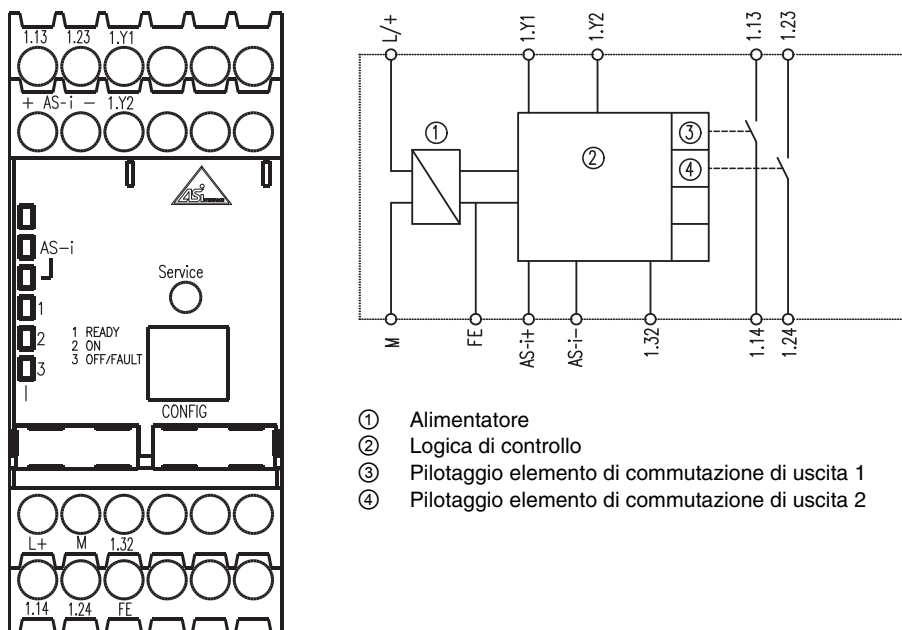 1.13 1.23 1.Y1
+ AS-i - 1.Y2
AS-i
1
2
3
Service
1 READY
2 ON
3 OFF/FAULT
CONFIG
L+ M 1.32
1.14 1.24 FE
L/+ 1.Y1 1.Y2 1.13 1.23
① ② ③
④
M FE AS-i+ AS-i- 1.32 1.14 1.24
① Alimentatore
② Logica di controllo
③ Pilotaggio elemento di commutazione di uscita 1
④ Pilotaggio elemento di commutazione di uscita 2